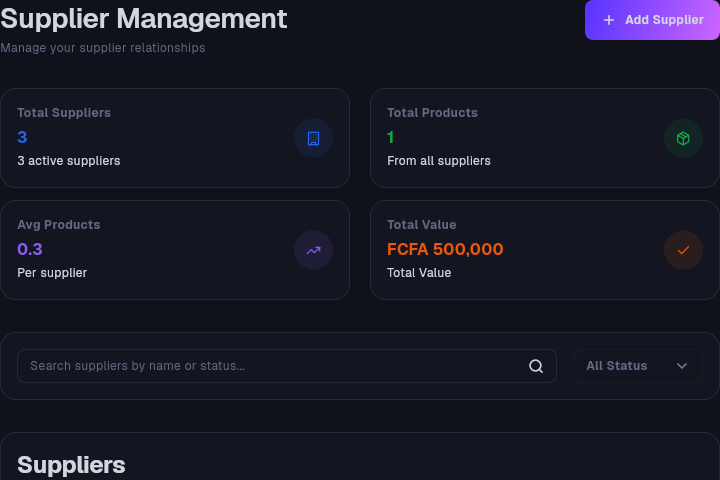 Supplier Management
Add Supplier
Manage your supplier relationships
Total Suppliers
3
3 active suppliers
Total Products
1
From all suppliers
Avg Products
0.3
Per supplier
Total Value
FCFA 500,000
Total Value
Search suppliers by name or status...
All Status
Suppliers